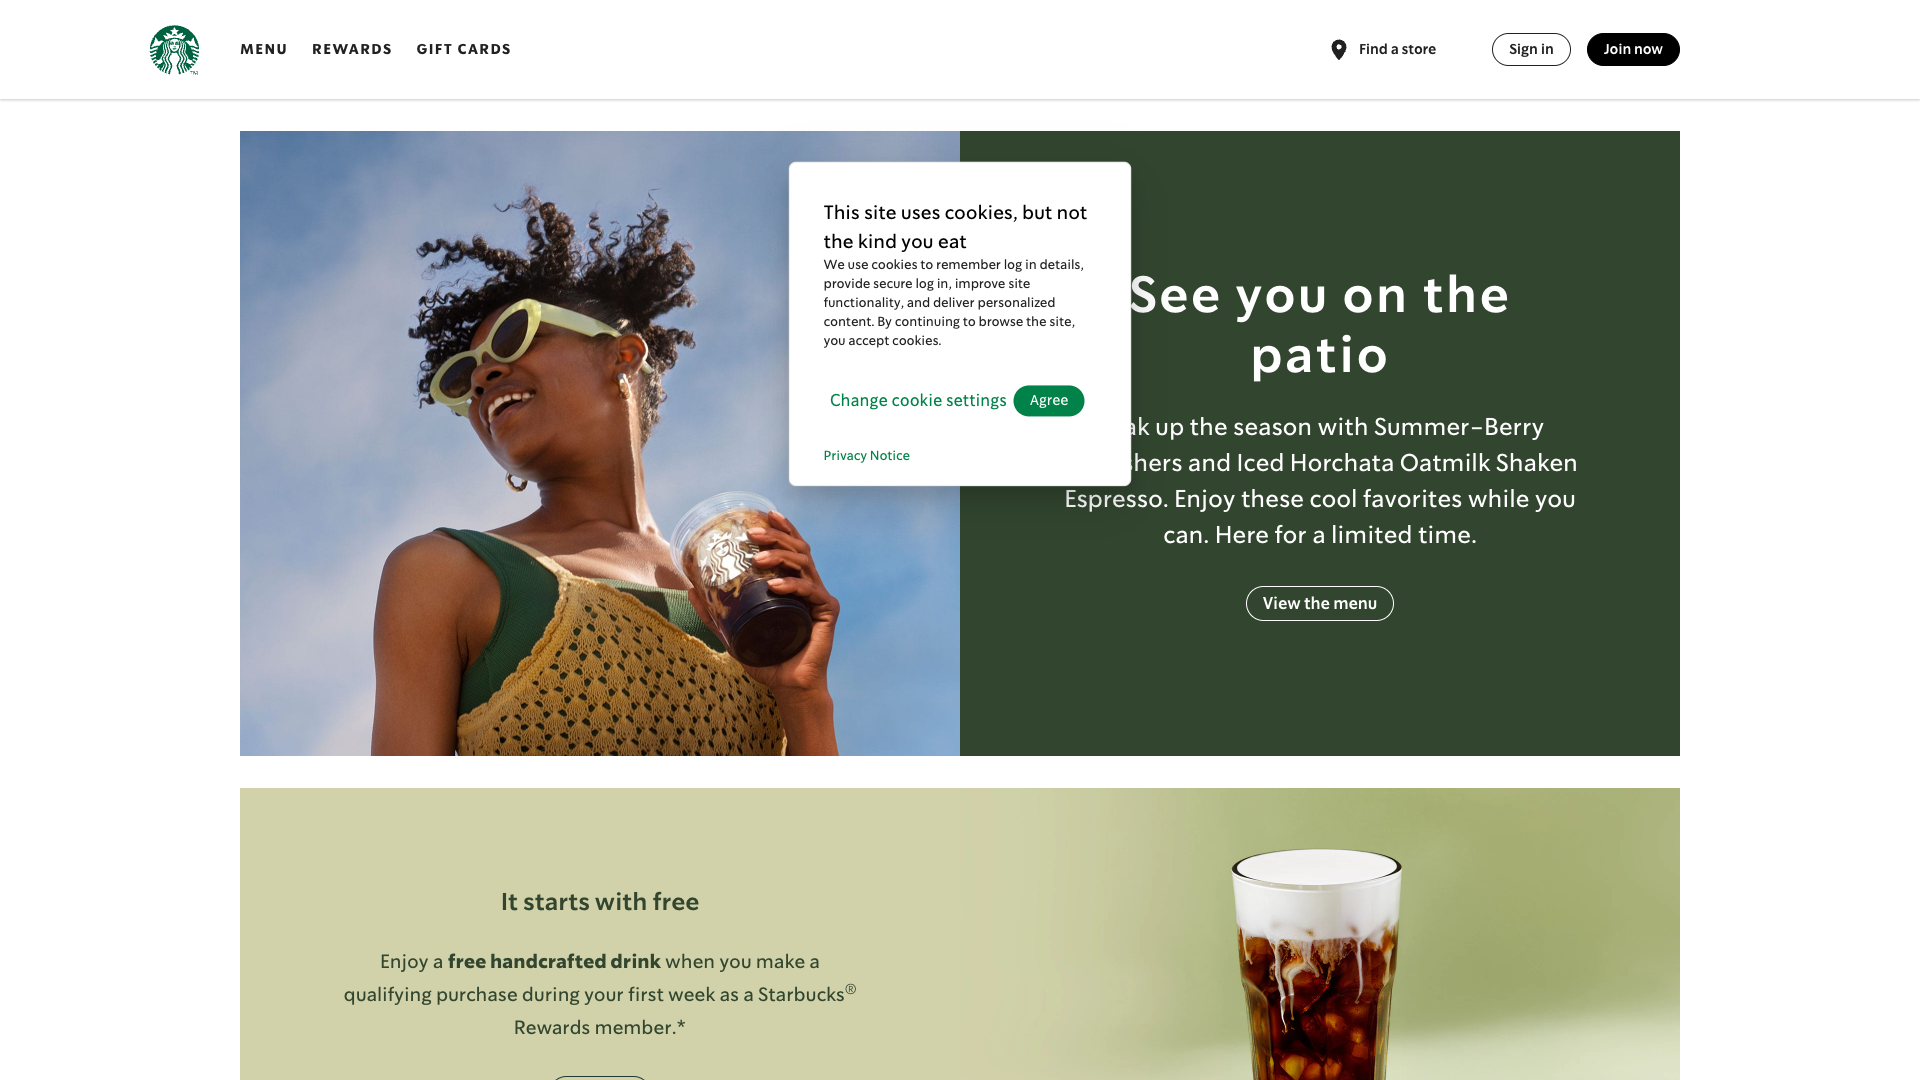 MENU
REWARDS
GIFT CARDS
Find a store
Sign in
Join now
TM
This site uses cookies, but not
the kind you eat
We use cookies to remember log in details,
provide secure log in, improve site
functionality, and deliver personalized
content. By continuing to browse the site,
you accept cookies.
Change cookie settings
Agree
Privacy Notice
See you on the
patio
up the season with Summer-Berry
and Iced Horchata Oatmilk Shaken
Espresso. Enjoy these cool favorites while you
can. Here for a limited time.
View the menu
It starts with free
Enjoy a free handcrafted drink when you make a
qualifying purchase during your first week as a Starbucks®
Rewards member.*